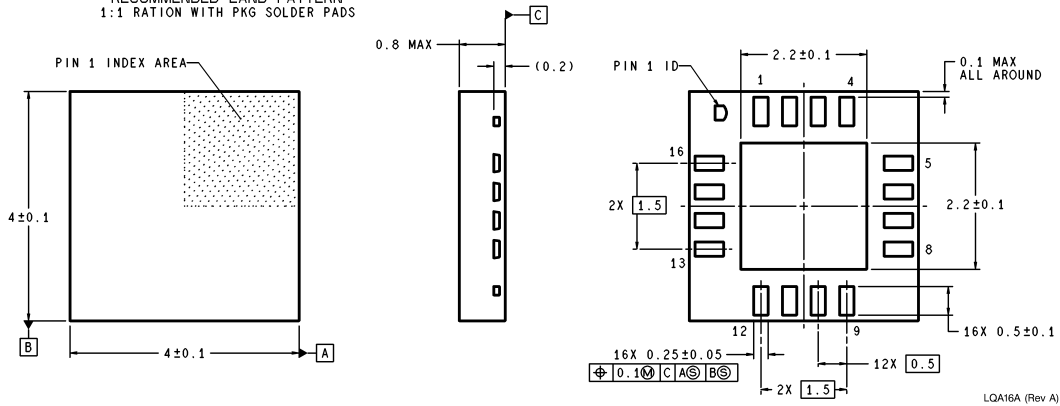 RECOMMENDED LAND PATTERN
1:1 RATION WITH PKG SOLDER PADS
PIN 1 INDEX AREA
4±0.1
B
4±0.1
A
0.8 MAX
C
(0.2)
PIN 1 ID
2.2±0.1
0.1 MAX
ALL AROUND
1
4
16
5
2X 1.5
2.2±0.1
13
8
12
9
16X 0.5±0.1
16X 0.25±0.05
⌖ 0.1Ⓜ C AⓈ BⓈ
12X 0.5
2X 1.5
LQA16A (Rev A)